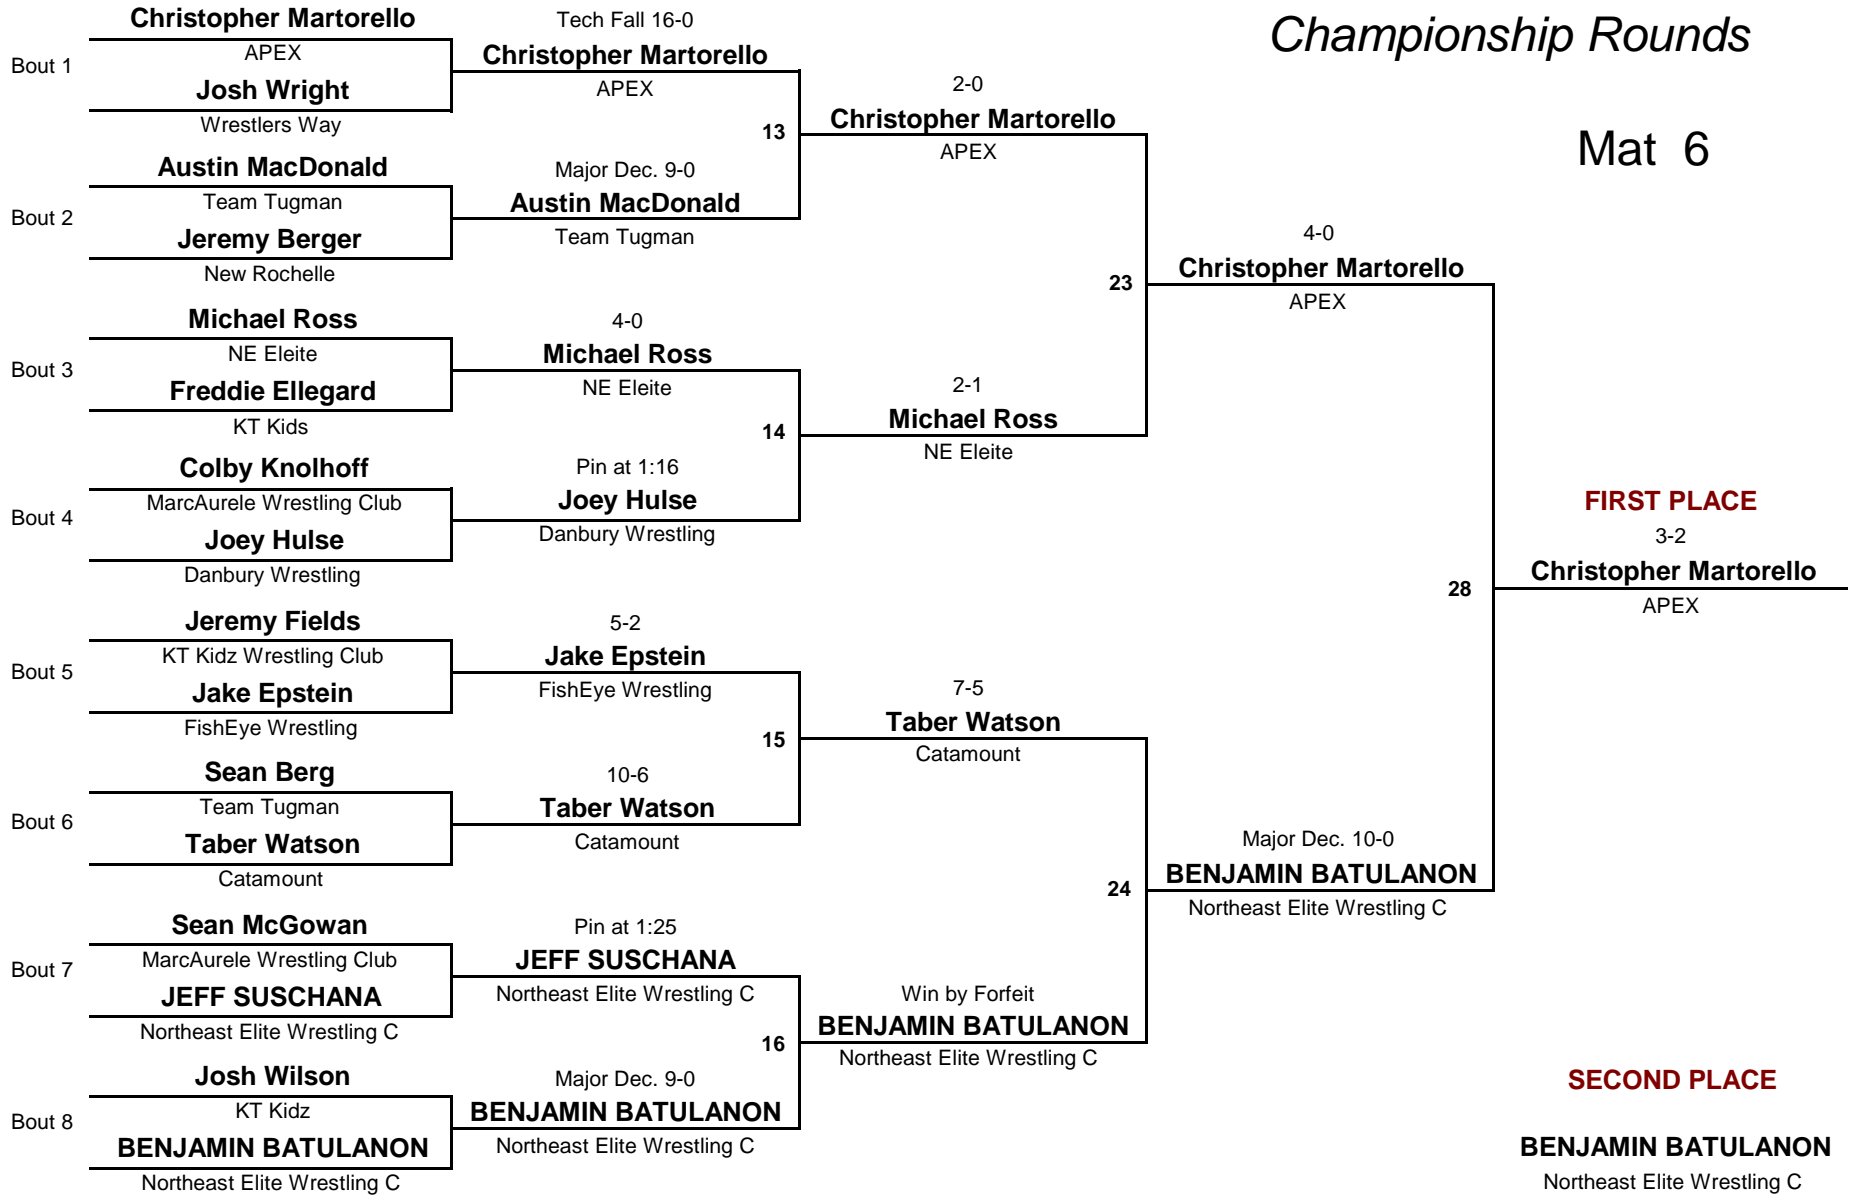 Championship Rounds
Mat 6
Christopher Martorello
APEX
Bout 1
Josh Wright
Wrestlers Way
Austin MacDonald
Team Tugman
Bout 2
Jeremy Berger
New Rochelle
Michael Ross
NE Eleite
Bout 3
Freddie Ellegard
KT Kids
Colby Knolhoff
MarcAurele Wrestling Club
Bout 4
Joey Hulse
Danbury Wrestling
Jeremy Fields
KT Kidz Wrestling Club
Bout 5
Jake Epstein
FishEye Wrestling
Sean Berg
Team Tugman
Bout 6
Taber Watson
Catamount
Sean McGowan
MarcAurele Wrestling Club
Bout 7
JEFF SUSCHANA
Northeast Elite Wrestling C
Josh Wilson
KT Kidz
Bout 8
BENJAMIN BATULANON
Northeast Elite Wrestling C
Tech Fall 16-0
Christopher Martorello
APEX
13
Major Dec. 9-0
Austin MacDonald
Team Tugman
4-0
Michael Ross
NE Eleite
14
Pin at 1:16
Joey Hulse
Danbury Wrestling
5-2
Jake Epstein
FishEye Wrestling
15
10-6
Taber Watson
Catamount
Pin at 1:25
JEFF SUSCHANA
Northeast Elite Wrestling C
16
Major Dec. 9-0
BENJAMIN BATULANON
Northeast Elite Wrestling C
2-0
Christopher Martorello
APEX
23
2-1
Michael Ross
NE Eleite
7-5
Taber Watson
Catamount
24
Win by Forfeit
BENJAMIN BATULANON
Northeast Elite Wrestling C
4-0
Christopher Martorello
APEX
28
Major Dec. 10-0
BENJAMIN BATULANON
Northeast Elite Wrestling C
FIRST PLACE
3-2
Christopher Martorello
APEX
SECOND PLACE
BENJAMIN BATULANON
Northeast Elite Wrestling C